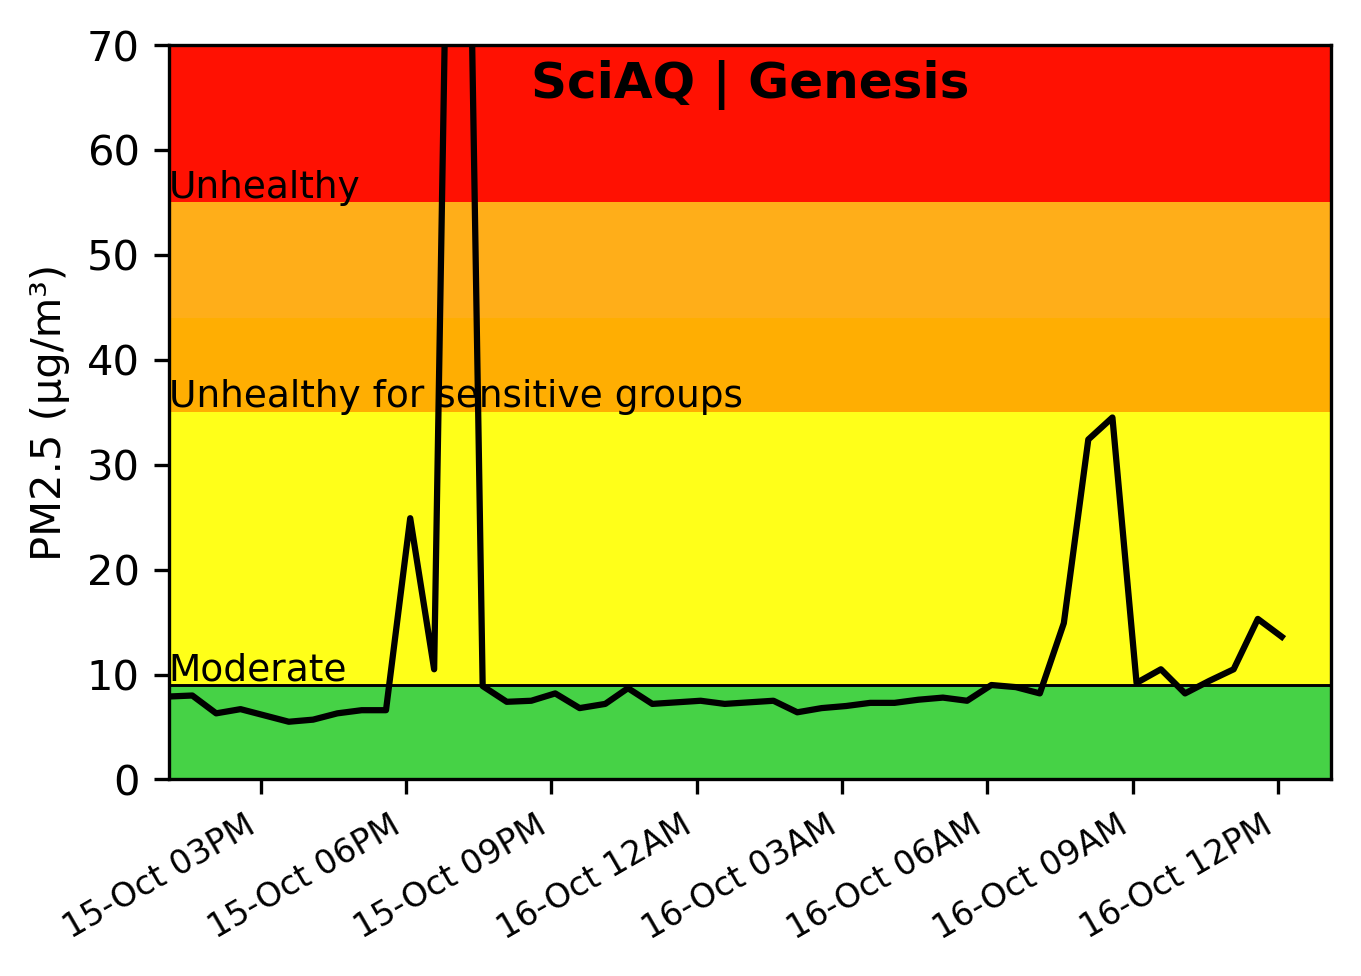 SciAQ | Genesis
PM2.5 (µg/m³)
70
60
50
40
30
20
10
0
Unhealthy
Unhealthy for sensitive groups
Moderate
15-Oct 03PM
15-Oct 06PM
15-Oct 09PM
16-Oct 12AM
16-Oct 03AM
16-Oct 06AM
16-Oct 09AM
16-Oct 12PM